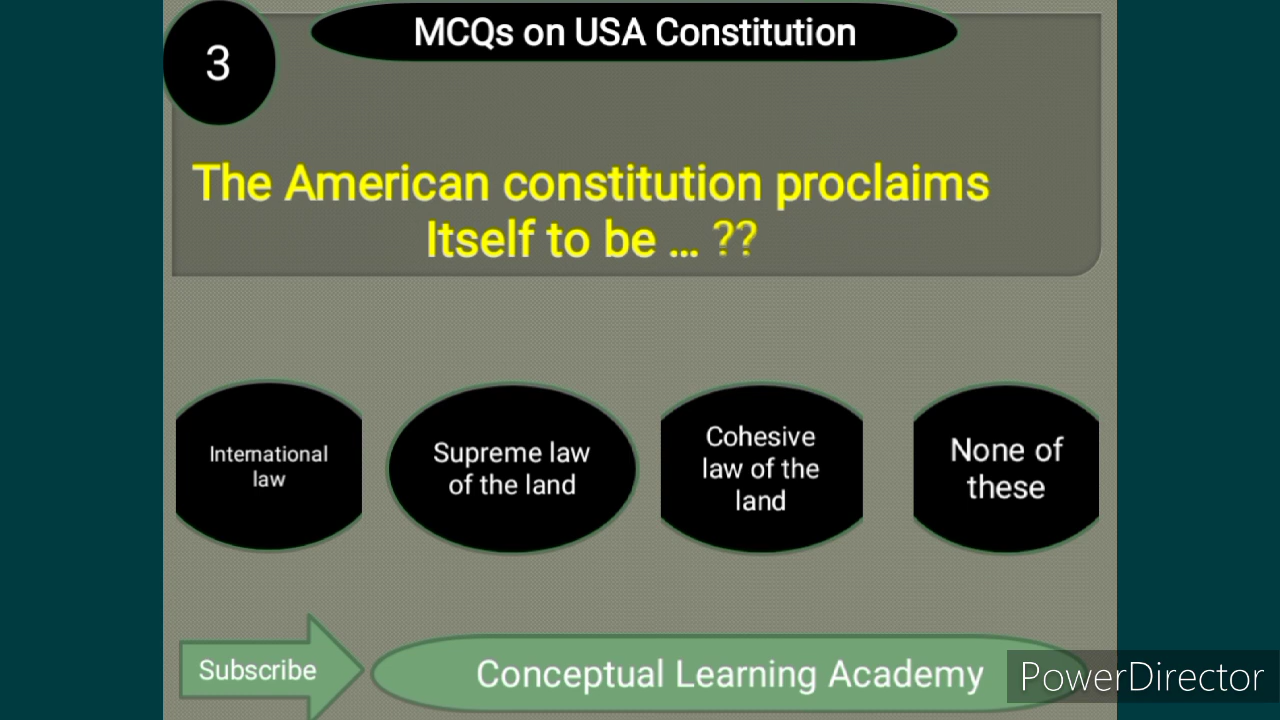 3
MCQs on USA Constitution
The American constitution proclaims
Itself to be ... ??
International
law
Supreme law
of the land
Cohesive
law of the
land
None of
these
Subscribe
Conceptual Learning Academy
PowerDirector